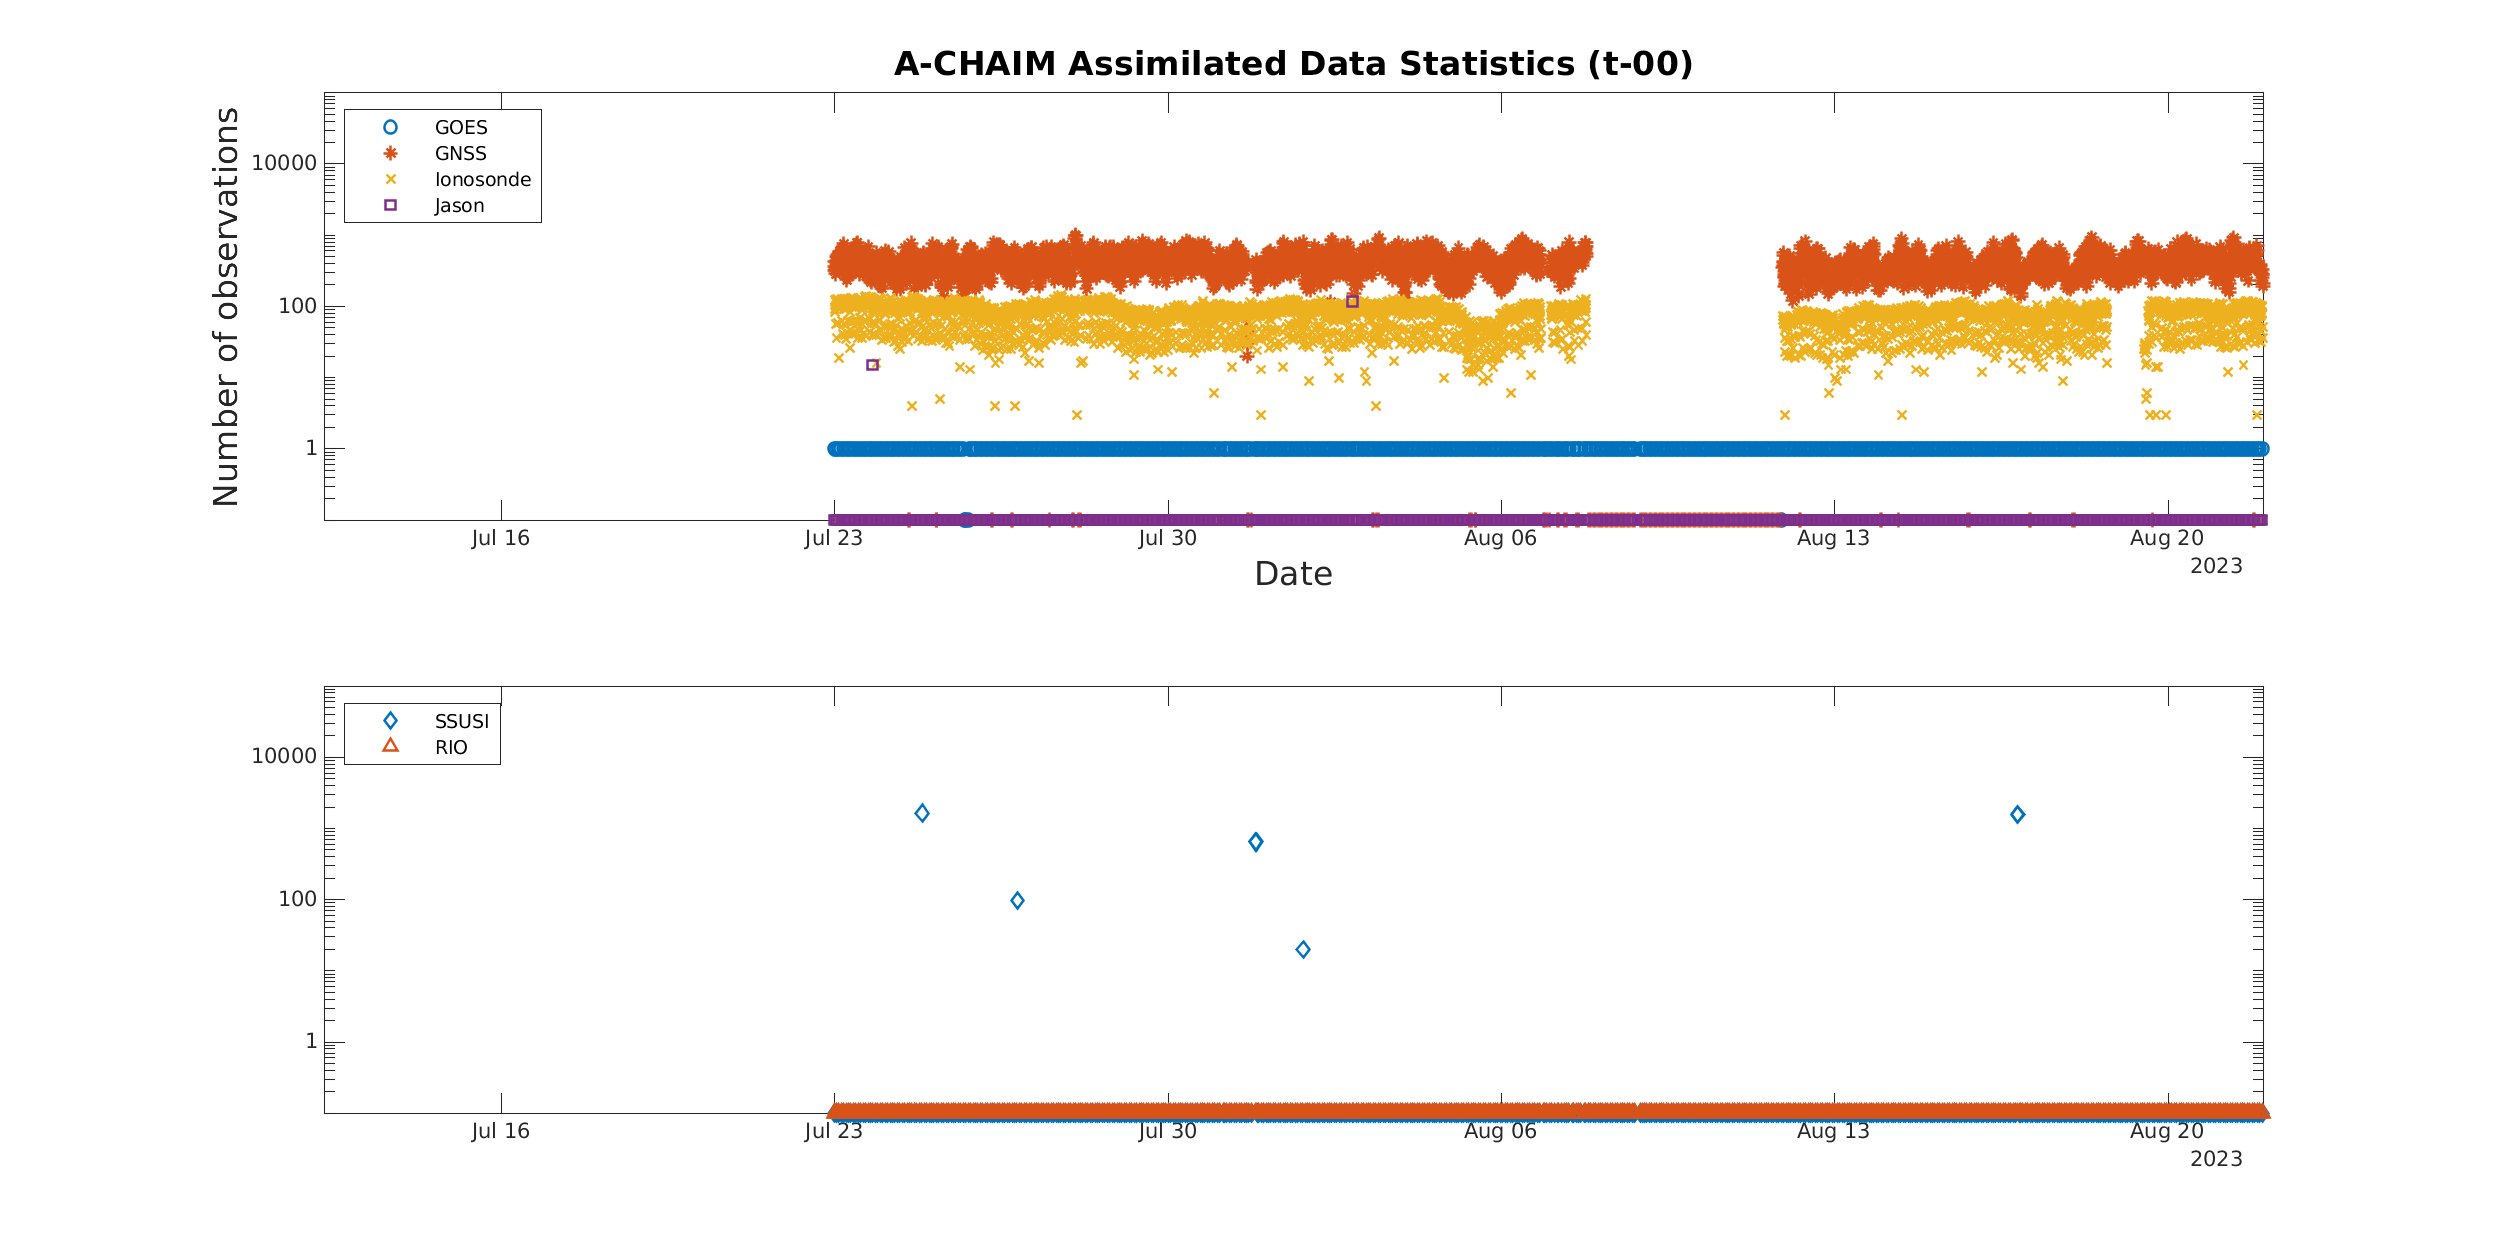 A-CHAIM Assimilated Data Statistics (t-00)
Number of observations
10000
100
1
GOES
GNSS
Ionosonde
Jason
Jul 16
Jul 23
Jul 30
Aug 06
Aug 13
Aug 20
2023
Date
10000
100
1
SSUSI
RIO
Jul 16
Jul 23
Jul 30
Aug 06
Aug 13
Aug 20
2023